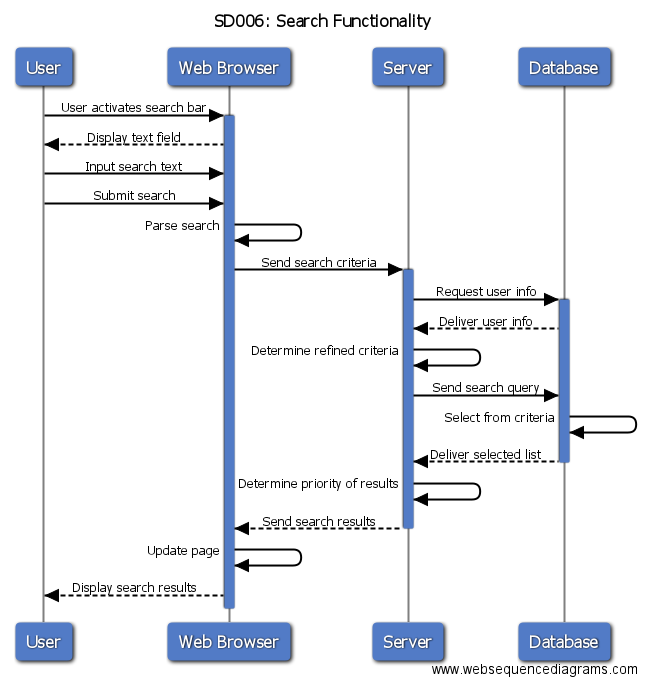 SD006: Search Functionality
User
Web Browser
Server
Database
User activates search bar
Display text field
Input search text
Submit search
Parse search
Send search criteria
Request user info
Deliver user info
Determine refined criteria
Send search query
Select from criteria
Deliver selected list
Determine priority of results
Send search results
Update page
Display search results
User
Web Browser
Server
Database
www.websequencediagrams.com